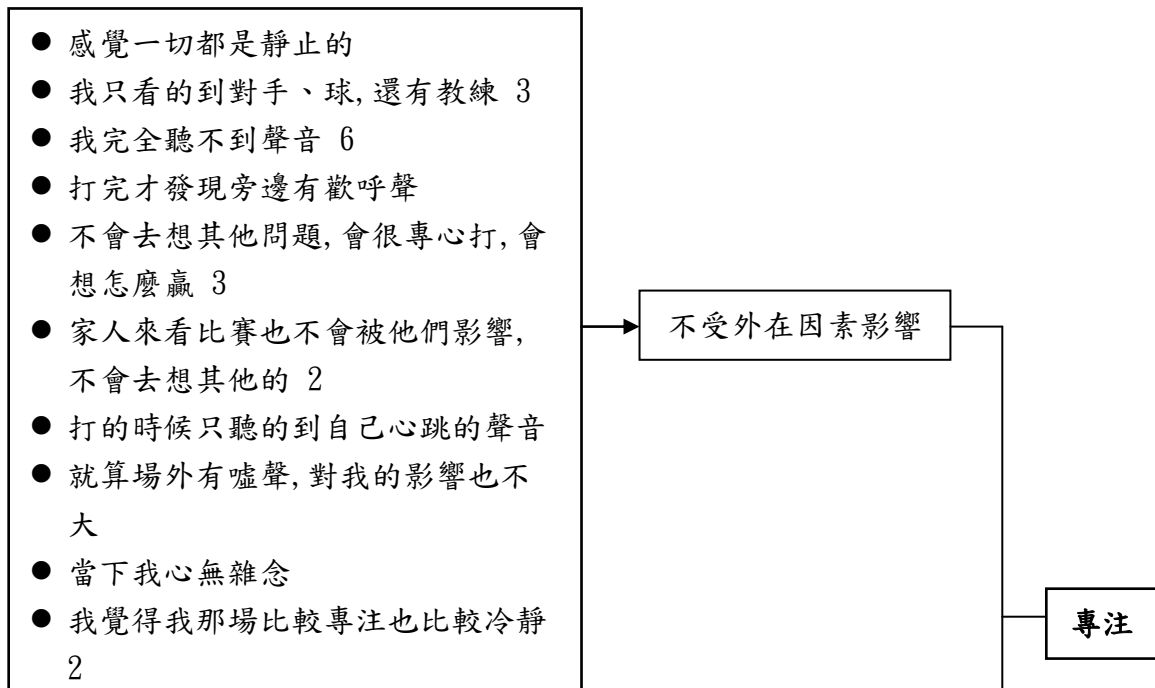 ● 感覺一切都是靜止的
● 我只看的到對手、球,還有教練 3
● 我完全聽不到聲音 6
● 打完才發現旁邊有歡呼聲
● 不會去想其他問題,會很專心打,會
想怎麼贏 3
● 家人來看比賽也不會被他們影響,
不會去想其他的 2
● 打的時候只聽的到自己心跳的聲音
● 就算場外有噓聲,對我的影響也不
大
● 當下我心無雜念
● 我覺得我那場比較專注也比較冷靜
2
不受外在因素影響
專注